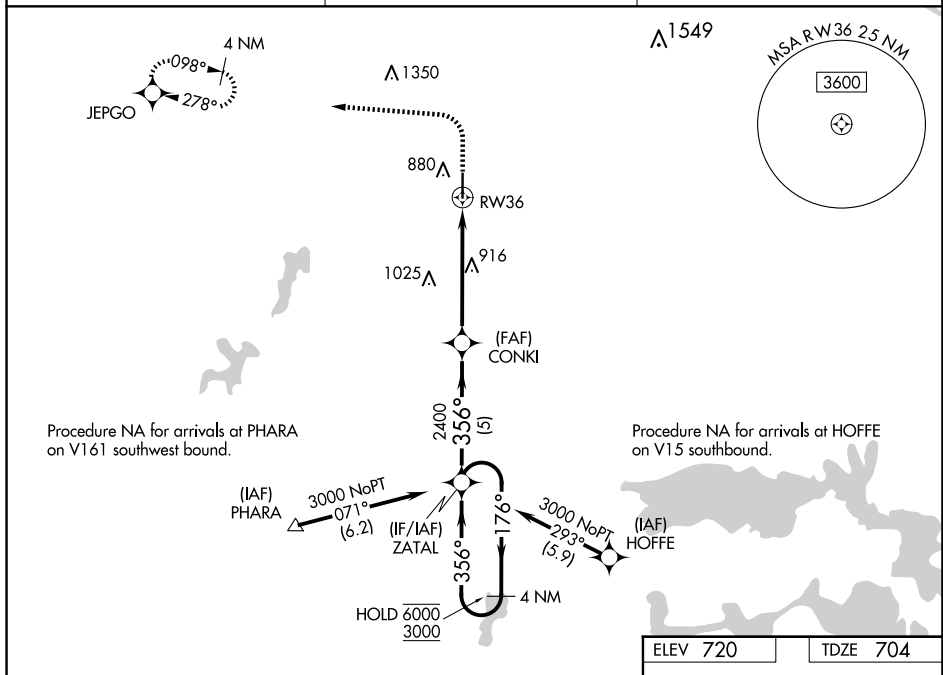 4 NM
098°
278°
JEPGO
1350
1549
MSA RW36 25 NM
3600
880
RW36
1025
916
(FAF)
CONKI
2400
356°
(5)
Procedure NA for arrivals at PHARA
on V161 southwest bound.
Procedure NA for arrivals at HOFFE
on V15 southbound.
(IAF)
PHARA
3000 NoPT
071°
(6.2)
(IF/IAF)
ZATAL
176°
3000 NoPT
293°
(5.9)
(IAF)
HOFFE
356°
4 NM
HOLD 6000
3000
ELEV 720
TDZE 704